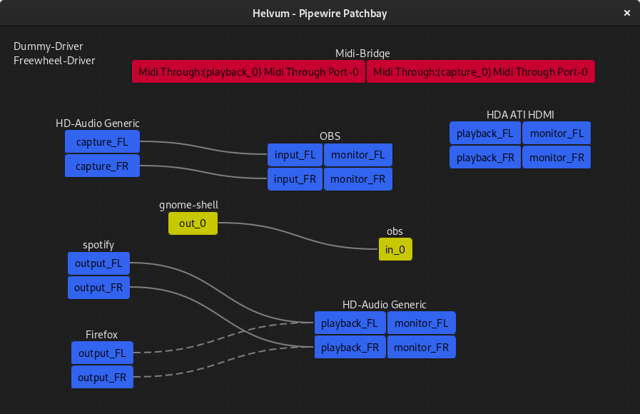 Helvum - Pipewire Patchbay
×
Dummy-Driver
Freewheel-Driver
Midi-Bridge
Midi Through:(playback_0) Midi Through Port-0
Midi Through:(capture_0) Midi Through Port-0
HD-Audio Generic
capture_FL
capture_FR
OBS
input_FL
monitor_FL
input_FR
monitor_FR
HDA ATI HDMI
playback_FL
monitor_FL
playback_FR
monitor_FR
gnome-shell
out_0
obs
in_0
spotify
output_FL
output_FR
HD-Audio Generic
playback_FL
monitor_FL
playback_FR
monitor_FR
Firefox
output_FL
output_FR